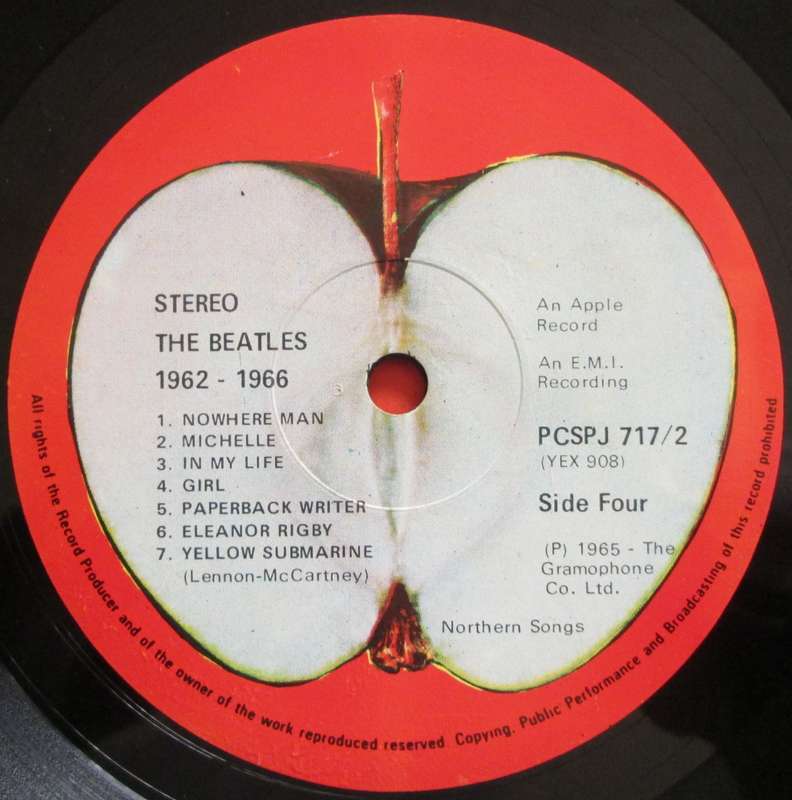 STEREO
THE BEATLES
1962 - 1966
1. NOWHERE MAN
2. MICHELLE
3. IN MY LIFE
4. GIRL
5. PAPERBACK WRITER
6. ELEANOR RIGBY
7. YELLOW SUBMARINE
(Lennon-McCartney)
An Apple
Record
An E.M.I.
Recording
PCSPJ 717/2
(YEX 908)
Side Four
(P) 1965 - The
Gramophone
Co. Ltd.
Northern Songs
All rights of the Record Producer and of the owner of the work reproduced reserved. Copying, Public Performance and Broadcasting of this record prohibited